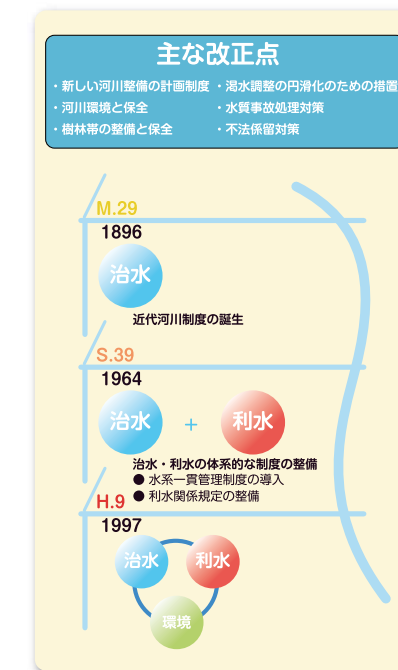 主な改正点
・新しい河川整備の計画制度 ・渇水調整の円滑化のための措置
・河川環境と保全 ・水質事故処理対策
・樹林帯の整備と保全 ・不法係留対策
M.29
1896
治水
近代河川制度の誕生
S.39
1964
治水 + 利水
治水・利水の体系的な制度の整備
● 水系一貫管理制度の導入
● 利水関係規定の整備
H.9
1997
治水 利水
環境